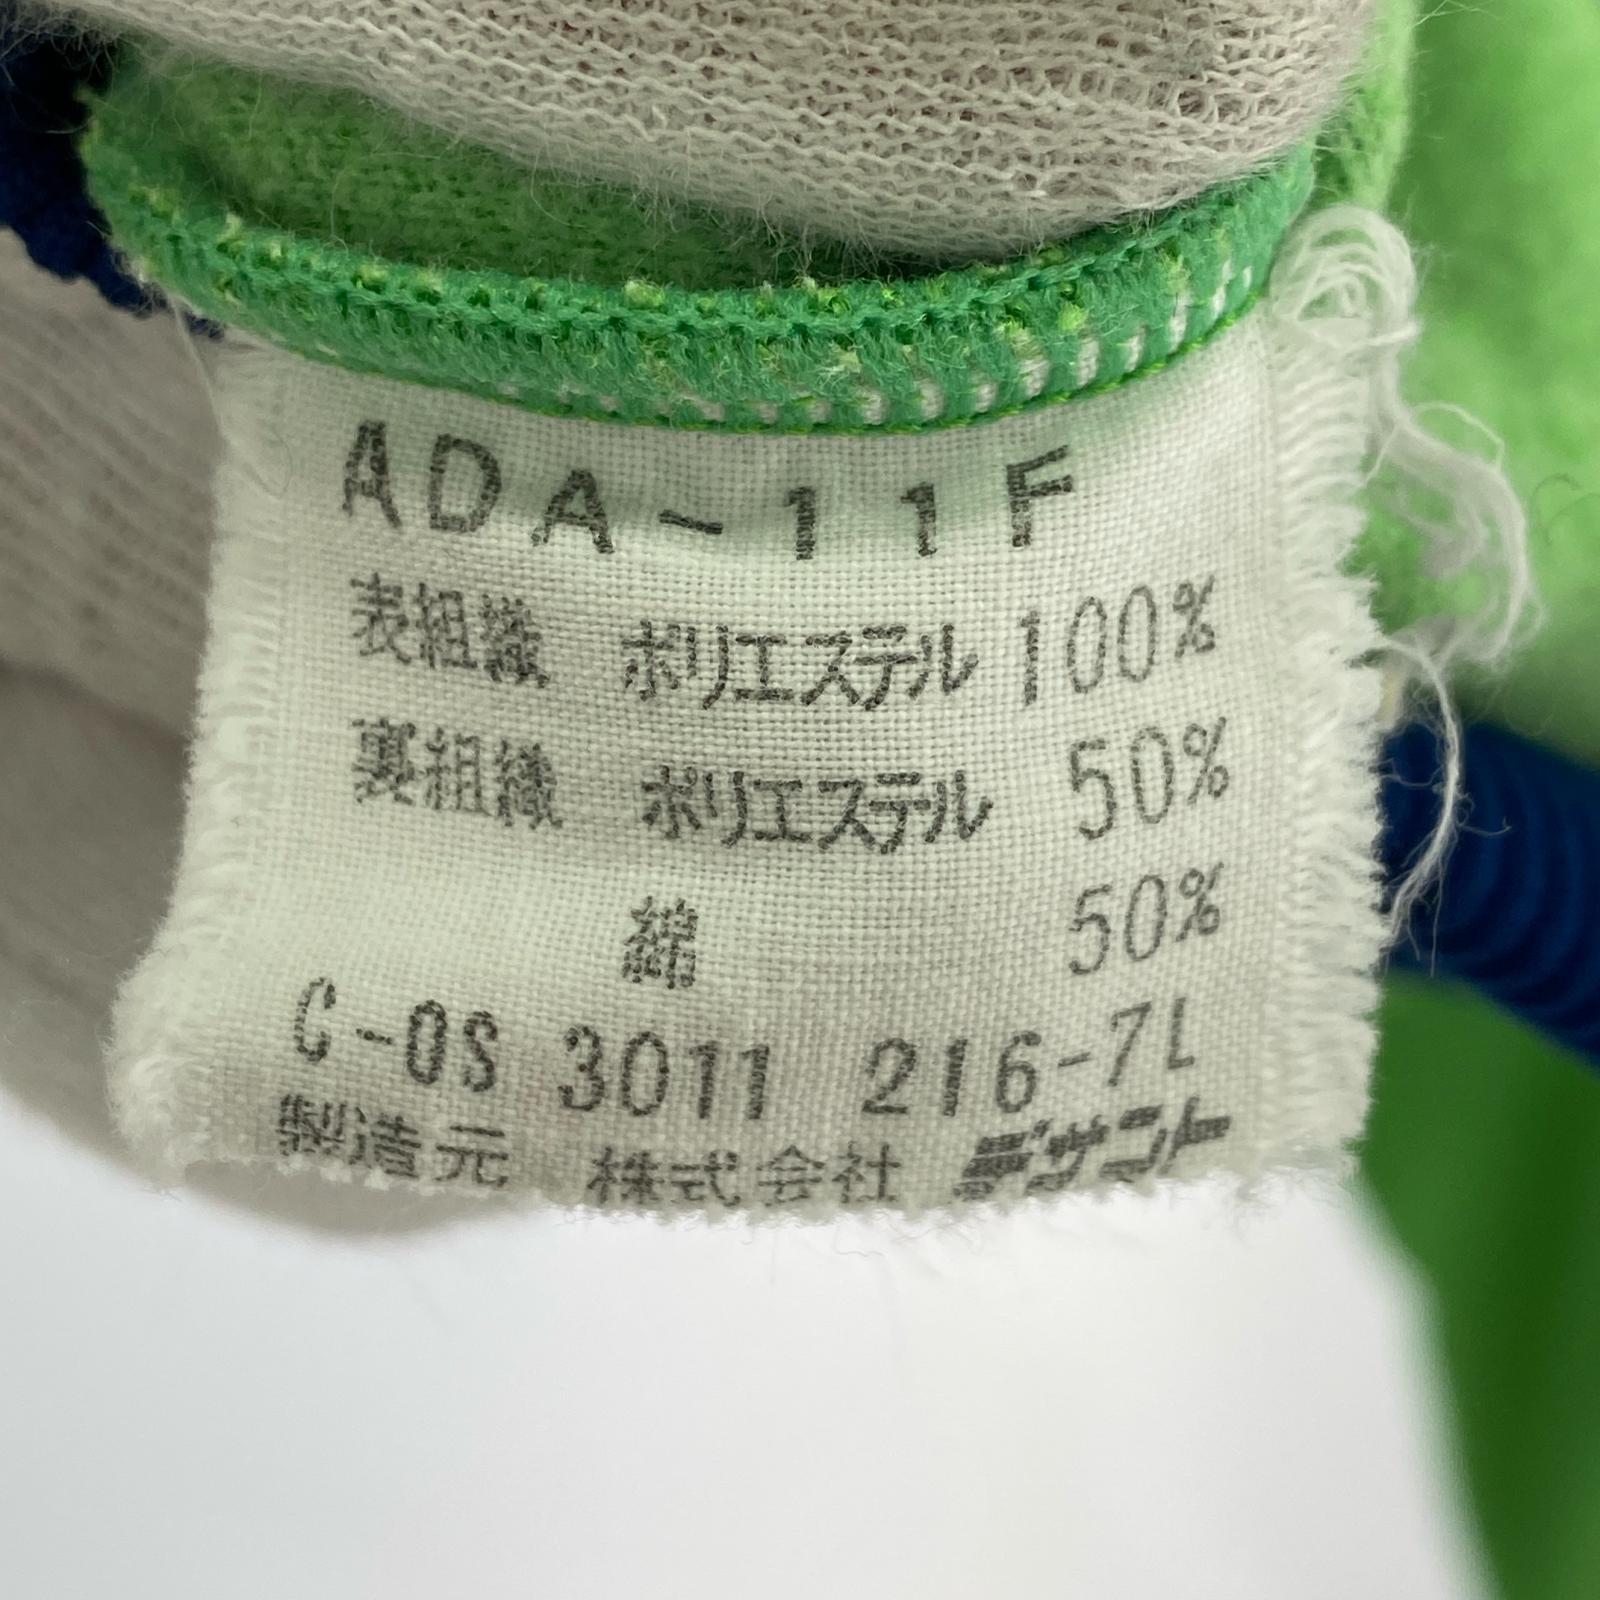 ADA-11F
表組織 ポリエステル 100%
裏組織 ポリエステル 50%
綿 50%
C-OS 3011 216-7L
製造元 株式会社 デサント